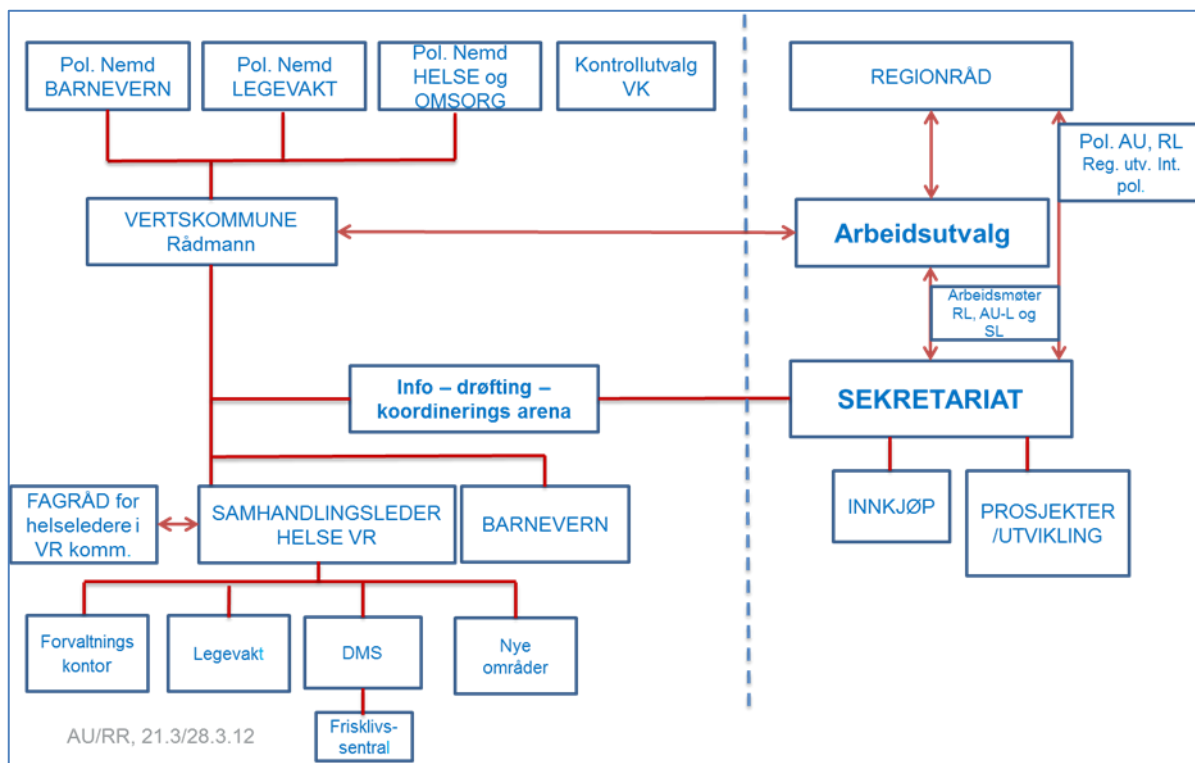 Pol. Nemd
BARNEVERN
Pol. Nemd
LEGEVAKT
Pol. Nemd
HELSE og
OMSORG
Kontrollutvalg
VK
REGIONRÅD
Pol. AU, RL
Reg. utv. Int.
pol.
VERTSKOMMUNE
Rådmann
Arbeidsutvalg
Arbeidsmøter
RL, AU-L og
SL
Info – drøfting –
koordinerings arena
SEKRETARIAT
FAGRÅD for
helseledere i
VR komm.
SAMHANDLINGSLEDER
HELSE VR
BARNEVERN
INNKJØP
PROSJEKTER
/UTVIKLING
Forvaltnings
kontor
Legevakt
DMS
Nye
områder
Frisklivs-
sentral
AU/RR, 21.3/28.3.12